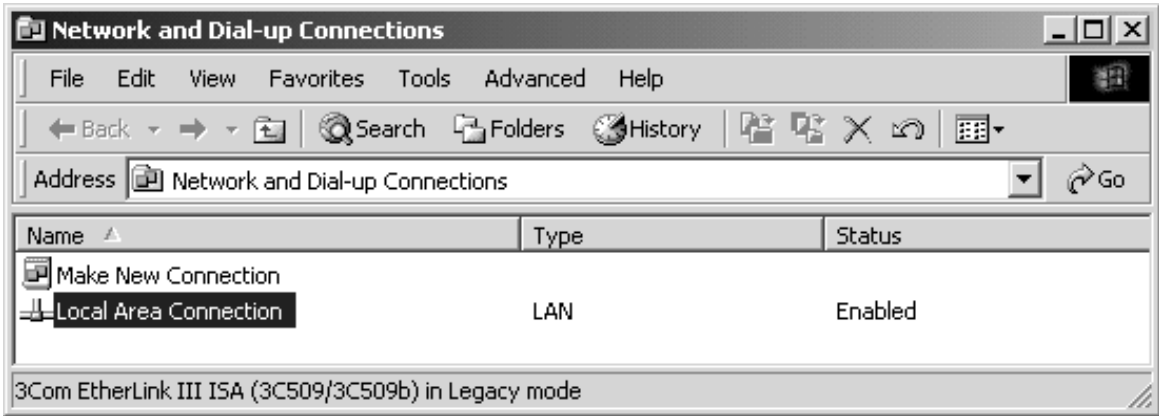 Network and Dial-up Connections
File Edit View Favorites Tools Advanced Help
Back Search Folders History
Address Network and Dial-up Connections Go
Name Type Status
Make New Connection
Local Area Connection LAN Enabled
3Com EtherLink III ISA (3C509/3C509b) in Legacy mode